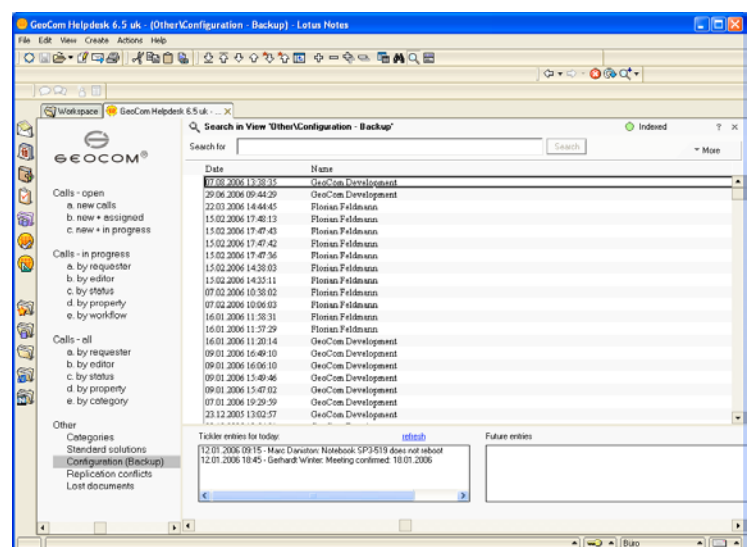 GeoCom Helpdesk 6.5 uk - (Other\Configuration - Backup) - Lotus Notes
File Edit View Create Actions Help
Workspace GeoCom Helpdesk 6.5 uk - ...
Search in View 'Other\Configuration - Backup' Indexed ?
Search for Search More
GEOCOM®
Calls - open
a. new calls
b. new + assigned
c. new + in progress
Calls - in progress
a. by requester
b. by editor
c. by status
d. by property
e. by workflow
Calls - all
a. by requester
b. by editor
c. by status
d. by property
e. by category
Other
Categories
Standard solutions
Configuration (Backup)
Replication conflicts
Lost documents
Date Name
07.08.2006 13:38:35 GeoCom Development
29.06.2006 09:44:29 GeoCom Development
22.03.2006 14:44:45 Florian Feldmann
15.02.2006 17:48:13 Florian Feldmann
15.02.2006 17:47:43 Florian Feldmann
15.02.2006 17:47:42 Florian Feldmann
15.02.2006 17:47:36 Florian Feldmann
15.02.2006 14:38:03 Florian Feldmann
15.02.2006 14:35:11 Florian Feldmann
07.02.2006 10:38:02 Florian Feldmann
07.02.2006 10:06:03 Florian Feldmann
16.01.2006 11:58:31 Florian Feldmann
16.01.2006 11:57:29 Florian Feldmann
16.01.2006 11:20:14 GeoCom Development
09.01.2006 16:49:10 GeoCom Development
09.01.2006 16:06:10 GeoCom Development
09.01.2006 15:49:46 GeoCom Development
09.01.2006 15:47:02 GeoCom Development
07.01.2006 19:29:59 GeoCom Development
23.12.2005 13:02:57 GeoCom Development
Tickler entries for today: refresh Future entries
12.01.2006 09:15 - Marc Daniston: Notebook SP3-519 does not reboot
12.01.2006 18:45 - Gerhardt Winter: Meeting confirmed: 18.01.2006
Büro